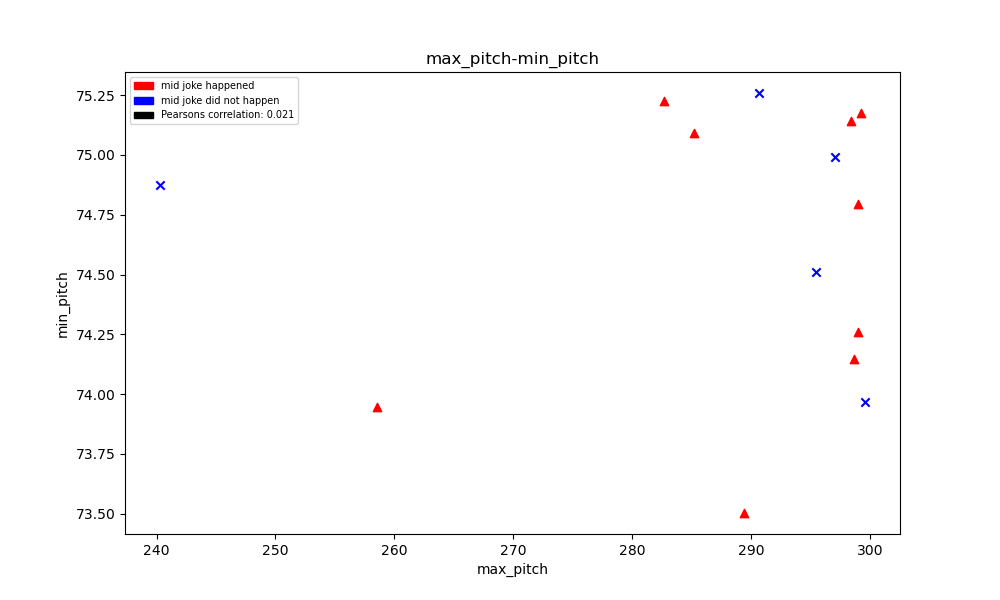 max_pitch-min_pitch
mid joke happened
mid joke did not happen
Pearsons correlation: 0.021
75.25
75.00
74.75
74.50
74.25
74.00
73.75
73.50
min_pitch
240 250 260 270 280 290 300
max_pitch